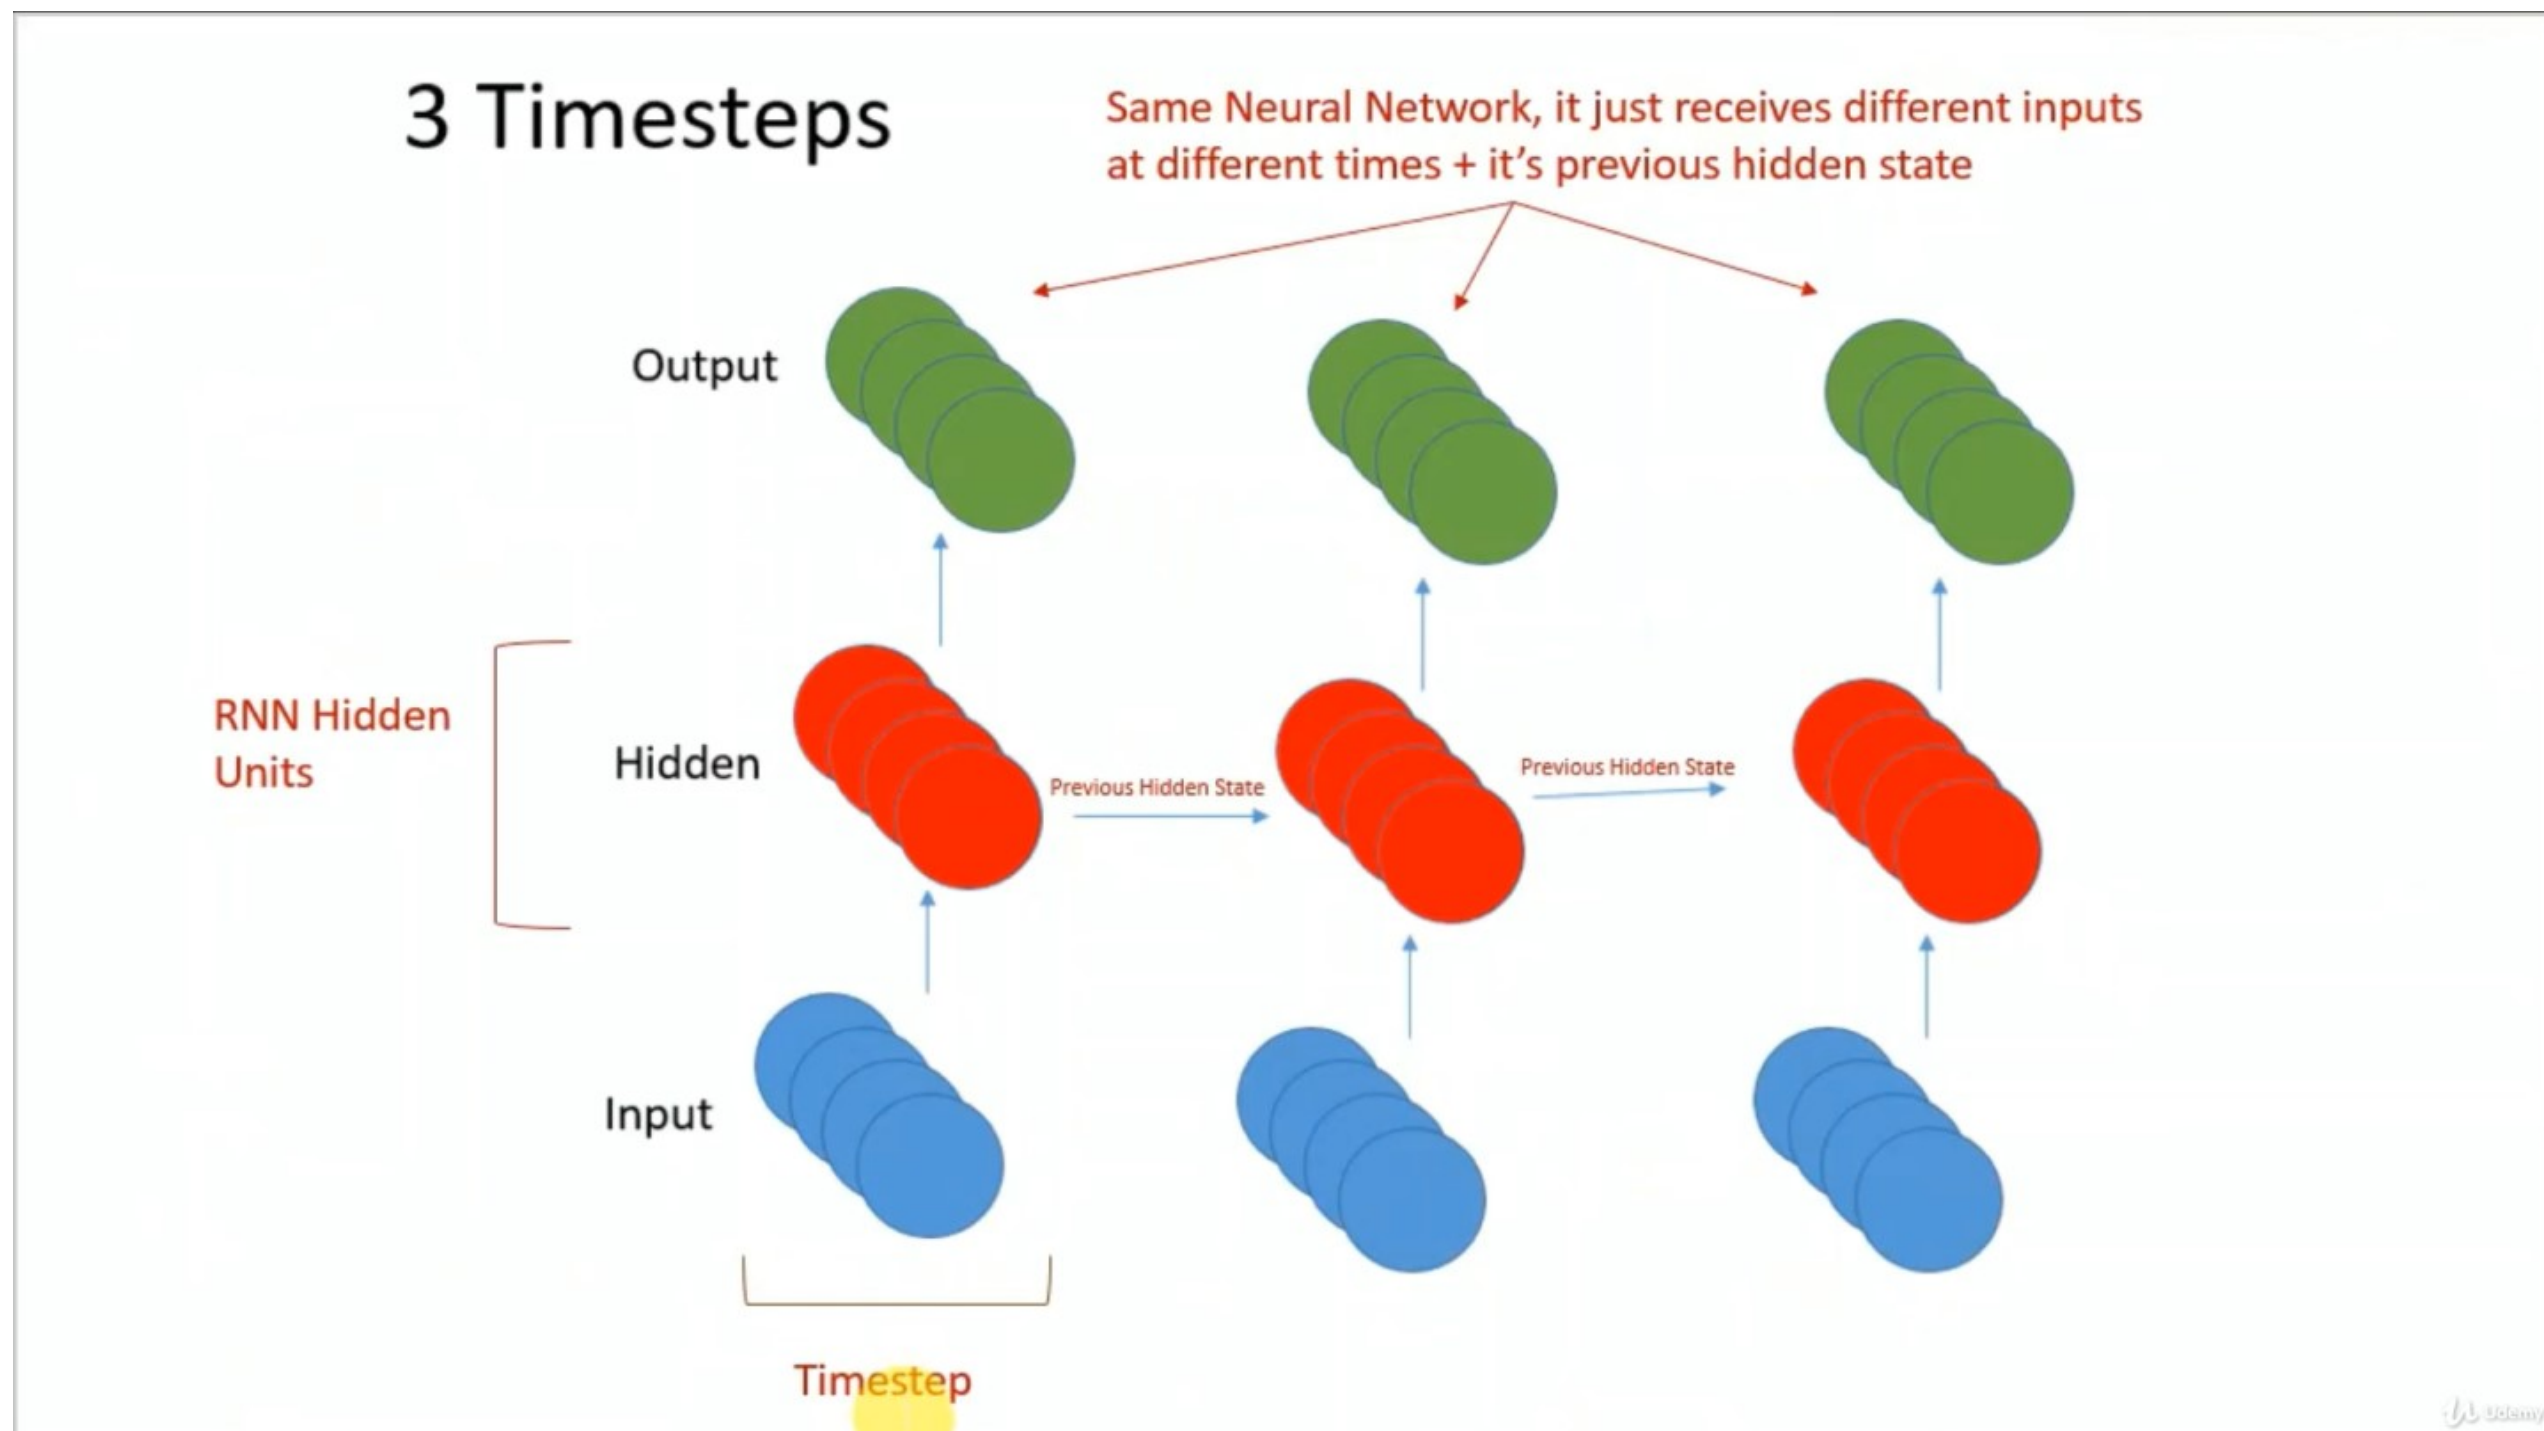 3 Timesteps
Same Neural Network, it just receives different inputs
at different times + it's previous hidden state
Output
RNN Hidden
Units
Hidden
Previous Hidden State
Previous Hidden State
Input
Timestep
Udemy